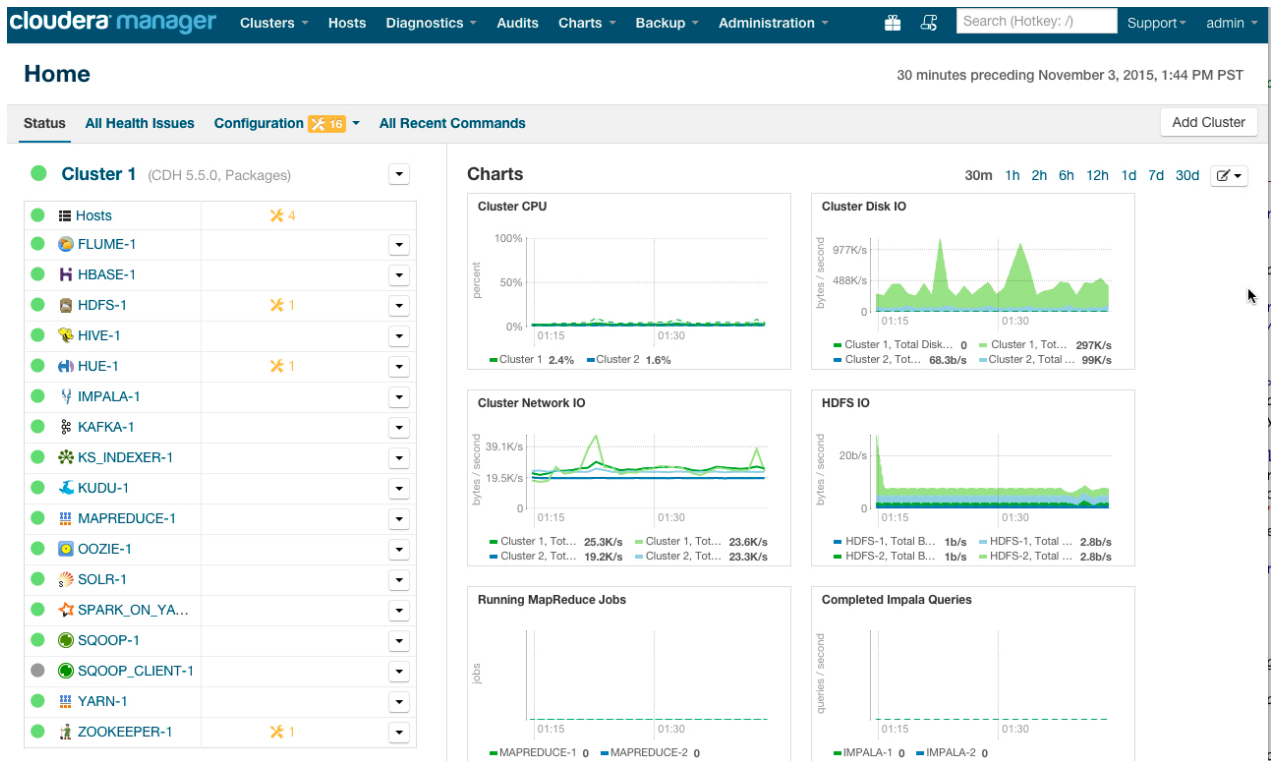 cloudera manager Clusters Hosts Diagnostics Audits Charts Backup Administration Search (Hotkey: /) Support admin
Home
30 minutes preceding November 3, 2015, 1:44 PM PST
Status All Health Issues Configuration 16 All Recent Commands Add Cluster
Cluster 1 (CDH 5.5.0, Packages)
Hosts 4
FLUME-1
HBASE-1
HDFS-1 1
HIVE-1
HUE-1 1
IMPALA-1
KAFKA-1
KS_INDEXER-1
KUDU-1
MAPREDUCE-1
OOZIE-1
SOLR-1
SPARK_ON_YA...
SQOOP-1
SQOOP_CLIENT-1
YARN-1
ZOOKEEPER-1 1
Charts
30m 1h 2h 6h 12h 1d 7d 30d
Cluster CPU
percent
100%
50%
0%
01:15 01:30
Cluster 1 2.4% Cluster 2 1.6%
Cluster Disk IO
bytes / second
977K/s
488K/s
0
01:15 01:30
Cluster 1, Total Disk... 0 Cluster 1, Tot... 297K/s
Cluster 2, Tot... 68.3b/s Cluster 2, Total ... 99K/s
Cluster Network IO
bytes / second
39.1K/s
19.5K/s
0
01:15 01:30
Cluster 1, Tot... 25.3K/s Cluster 1, Tot... 23.6K/s
Cluster 2, Tot... 19.2K/s Cluster 2, Tot... 23.3K/s
HDFS IO
bytes / second
20b/s
0
01:15 01:30
HDFS-1, Total B... 1b/s HDFS-1, Total ... 2.8b/s
HDFS-2, Total B... 1b/s HDFS-2, Total ... 2.8b/s
Running MapReduce Jobs
jobs
01:15 01:30
MAPREDUCE-1 0 MAPREDUCE-2 0
Completed Impala Queries
queries / second
01:15 01:30
IMPALA-1 0 IMPALA-2 0